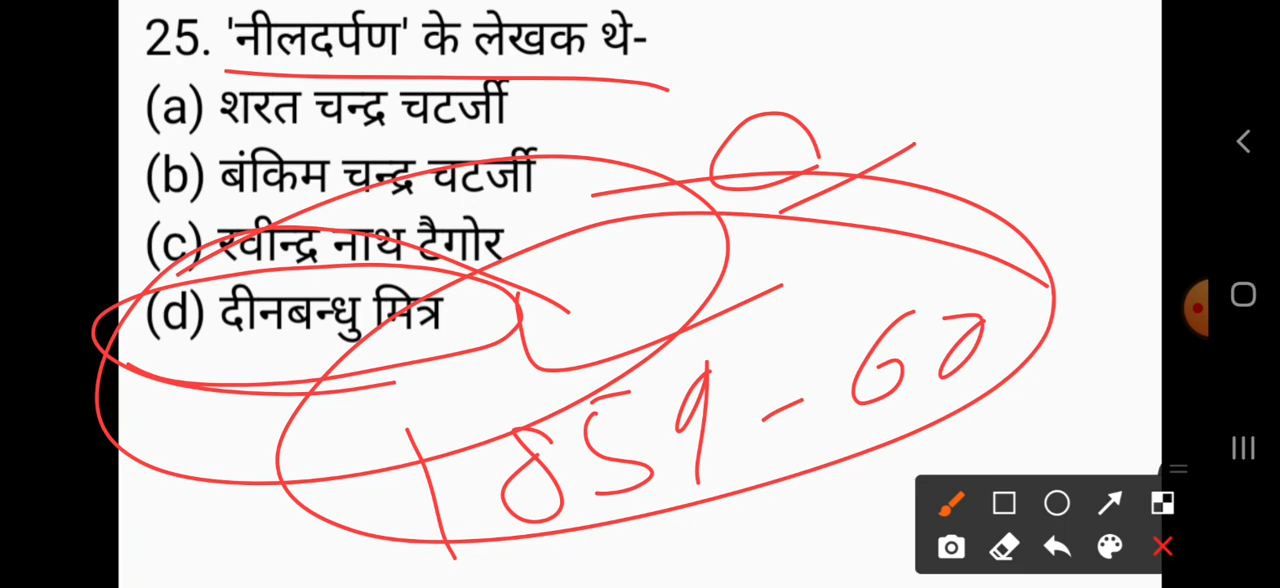 25. 'नीलदर्पण' के लेखक थे-
(a) शरत चन्द्र चटर्जी
(b) बंकिम चन्द्र चटर्जी
(c) रवीन्द्र नाथ टैगोर
(d) दीनबन्धु मित्र
1859-60